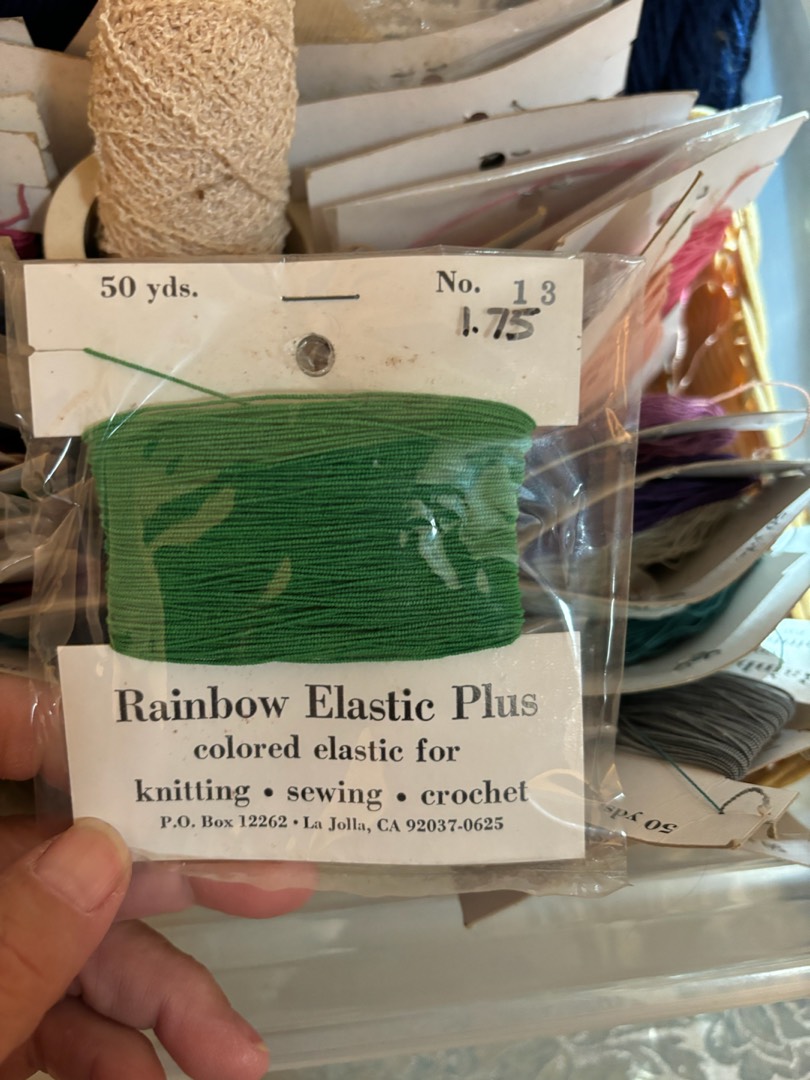 50 yds.
No. 13
1.75
Rainbow Elastic Plus
colored elastic for
knitting • sewing • crochet
P.O. Box 12262 • La Jolla, CA 92037-0625
50 yds